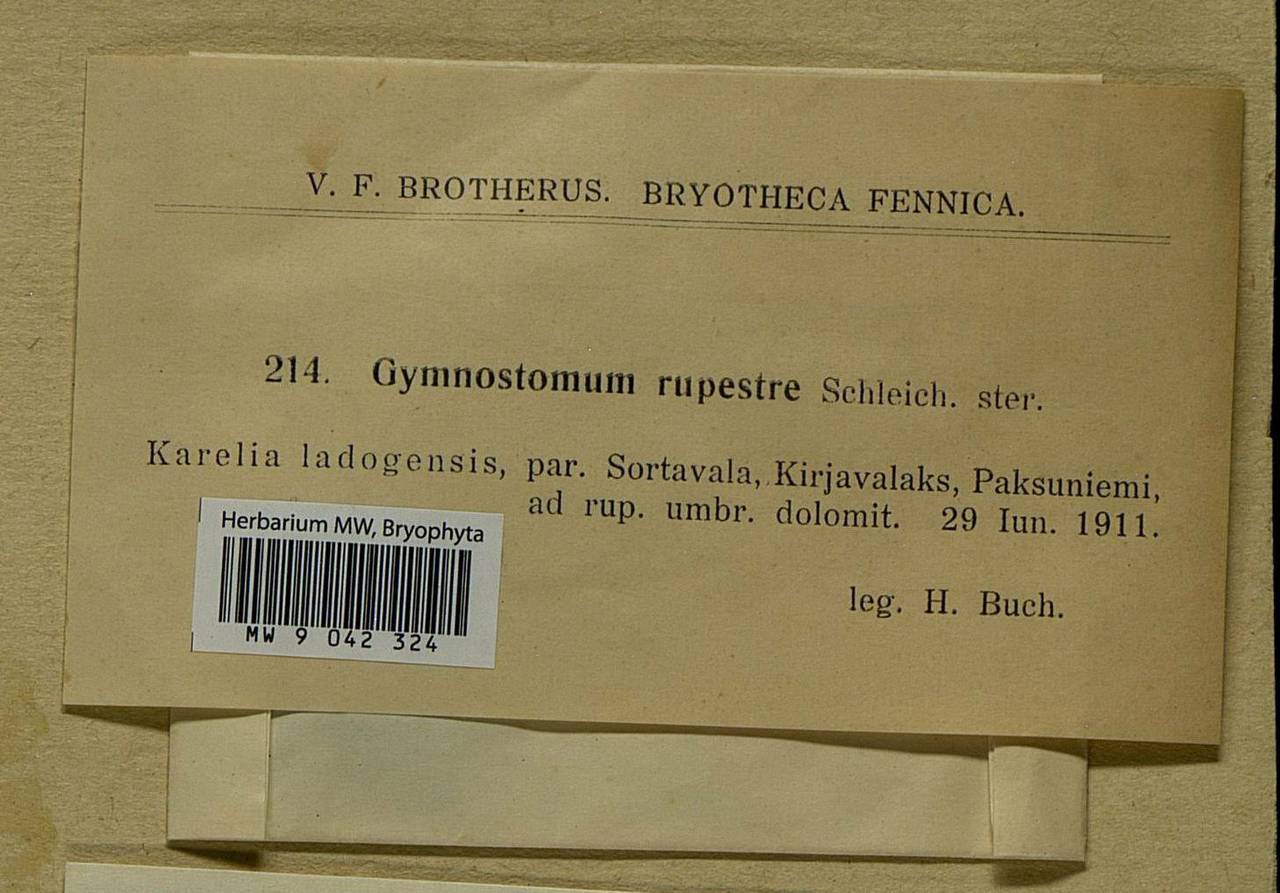 V. F. BROTHERUS. BRYOTHECA FENNICA.
214. Gymnostomum rupestre Schleich. ster.
Karelia ladogensis, par. Sortavala, Kirjavalaks, Paksuniemi,
ad rup. umbr. dolomit. 29 Iun. 1911.
leg. H. Buch.
Herbarium MW, Bryophyta
MW 9 042 324